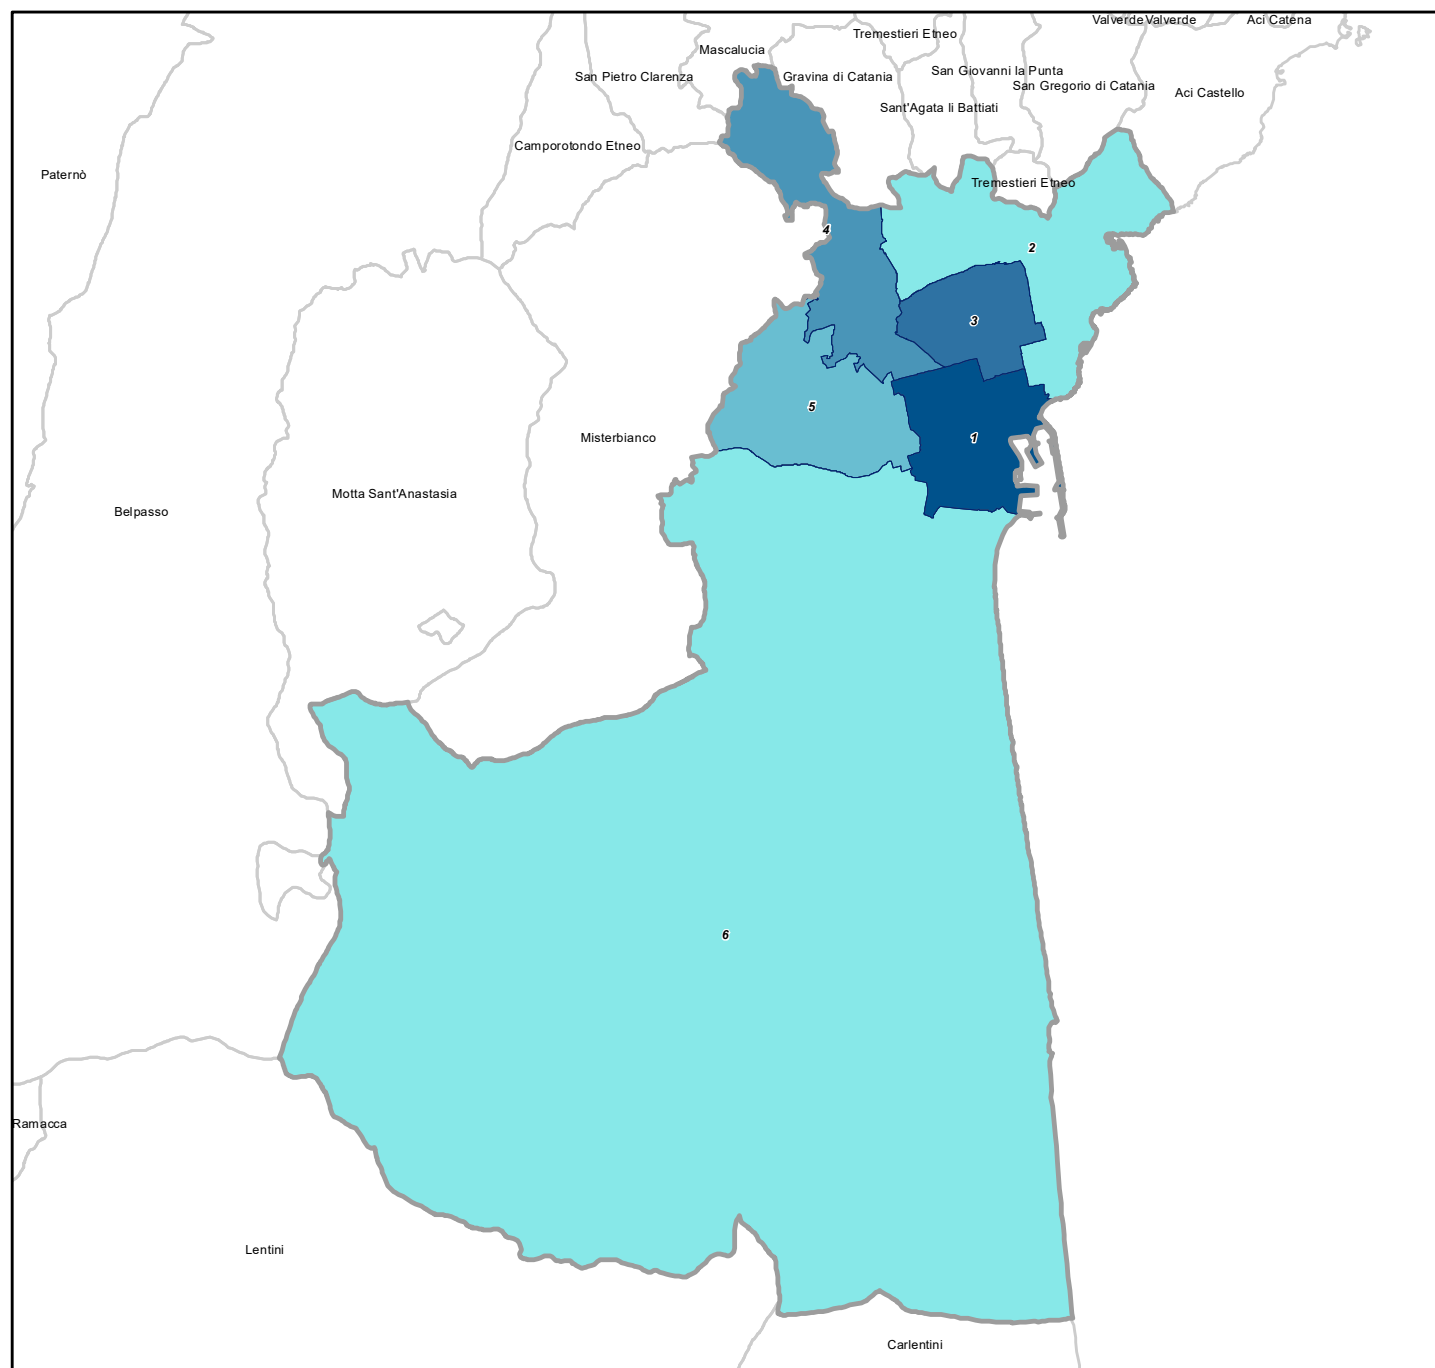 ValverdeValverde
Aci Catena
Tremestieri Etneo
Mascalucia
San Pietro Clarenza
Gravina di Catania
San Giovanni la Punta
San Gregorio di Catania
Aci Castello
Sant'Agata li Battiati
Camporotondo Etneo
Paternò
Tremestieri Etneo
4
2
3
5
1
Misterbianco
Motta Sant'Anastasia
Belpasso
6
Ramacca
Lentini
Carlentini